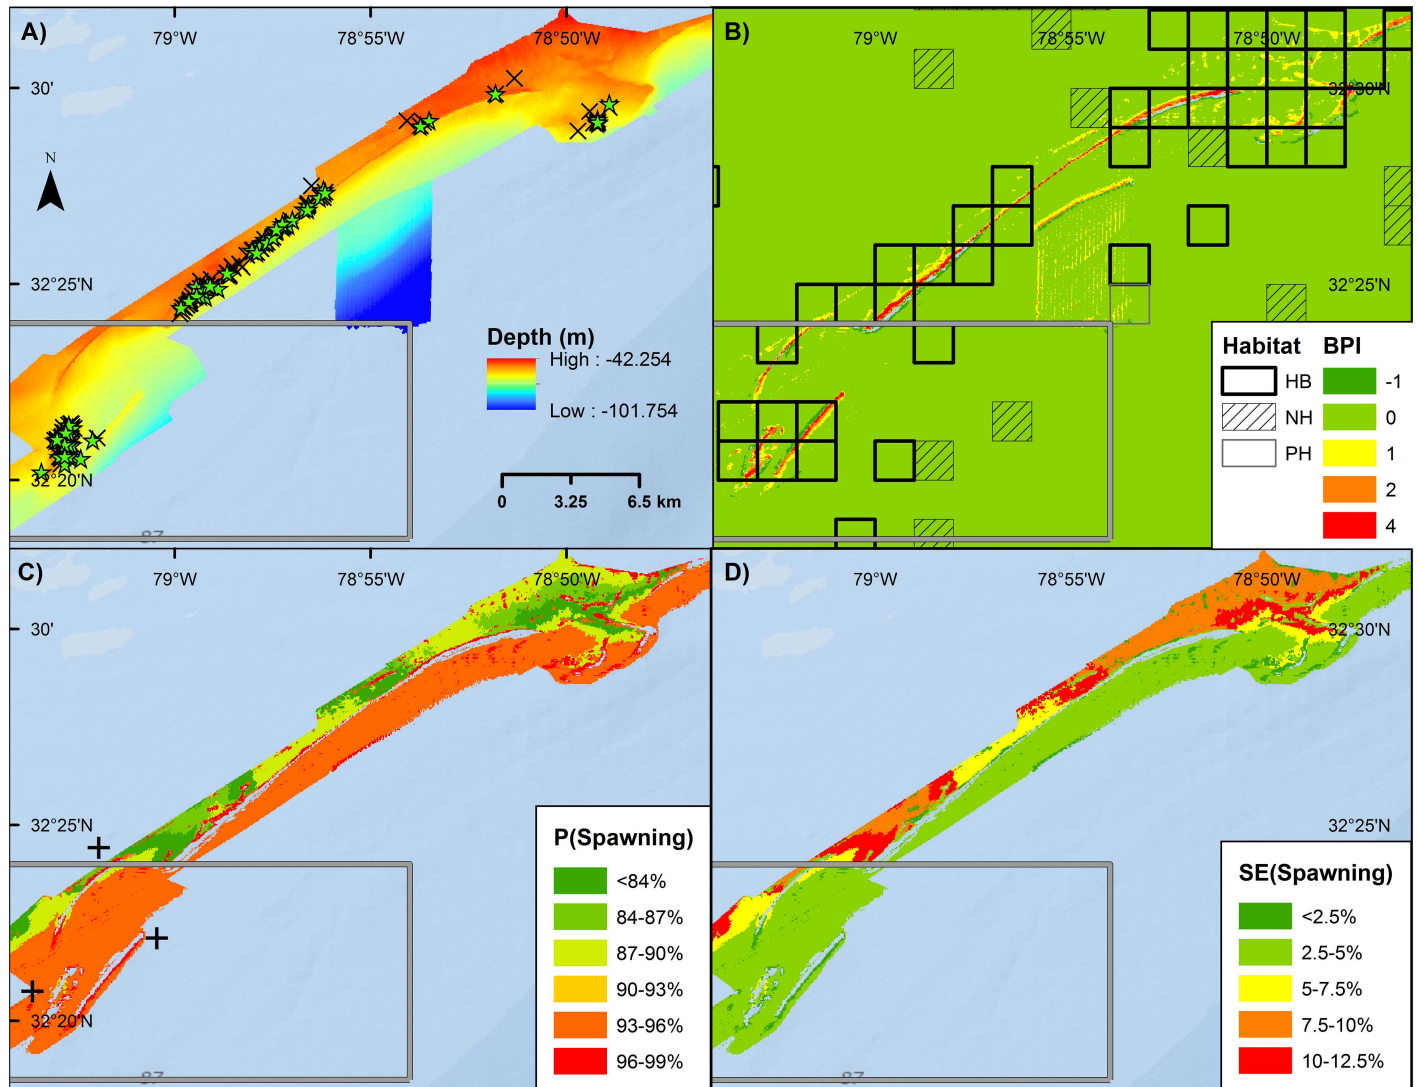 A)
79°W
78°55'W
78°50'W
30'
N
32°25'N
32°20'N
Depth (m)
High : -42.254
Low : -101.754
0 3.25 6.5 km
B)
79°W
78°55'W
78°50'W
32°30'N
32°25'N
Habitat BPI
HB -1
NH 0
PH 1
2
4
C)
79°W
78°55'W
78°50'W
30'
32°25'N
32°20'N
P(Spawning)
<84%
84-87%
87-90%
90-93%
93-96%
96-99%
D)
79°W
78°55'W
78°50'W
32°30'N
32°25'N
SE(Spawning)
<2.5%
2.5-5%
5-7.5%
7.5-10%
10-12.5%